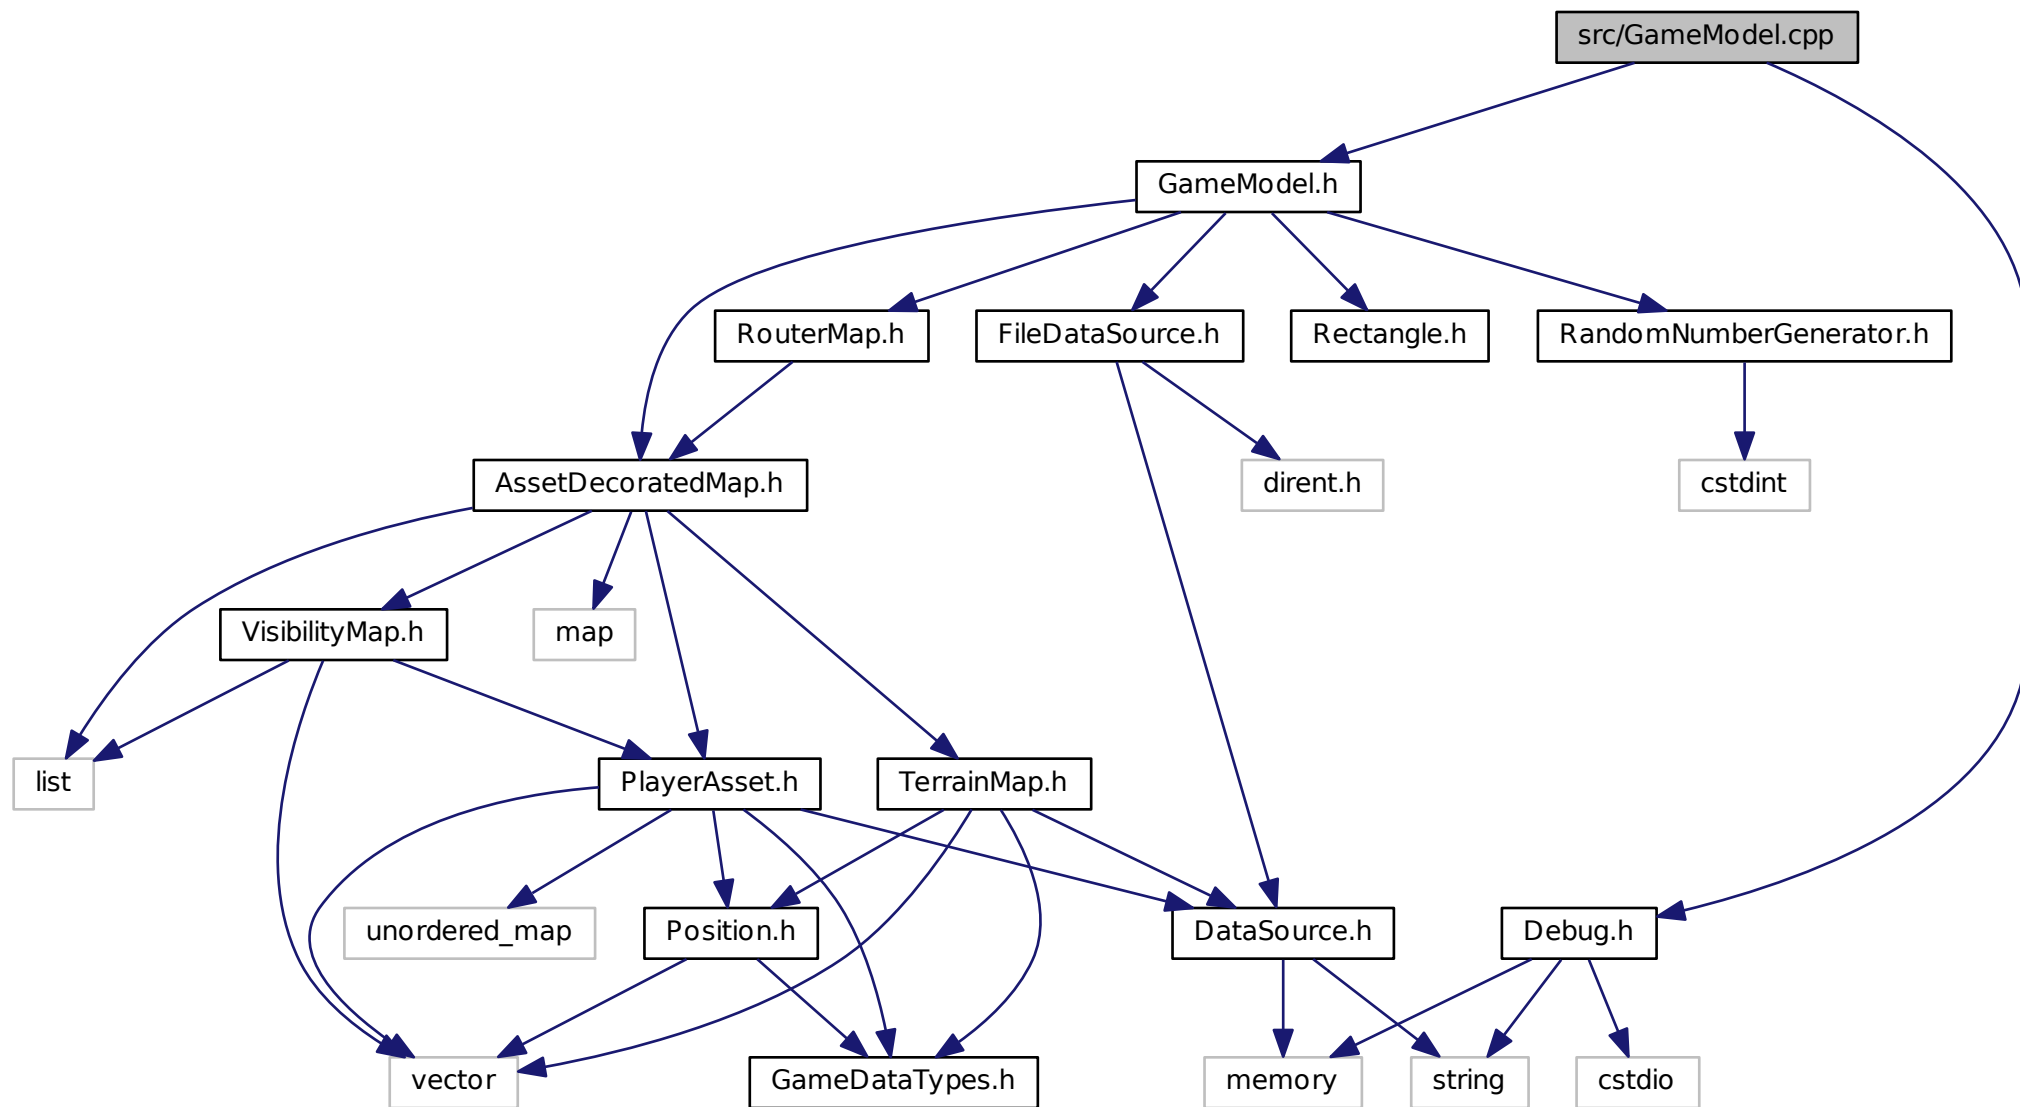 src/GameModel.cpp
GameModel.h
RouterMap.h
FileDataSource.h
Rectangle.h
RandomNumberGenerator.h
AssetDecoratedMap.h
dirent.h
cstdint
VisibilityMap.h
map
list
PlayerAsset.h
TerrainMap.h
unordered_map
Position.h
DataSource.h
Debug.h
vector
GameDataTypes.h
memory
string
cstdio